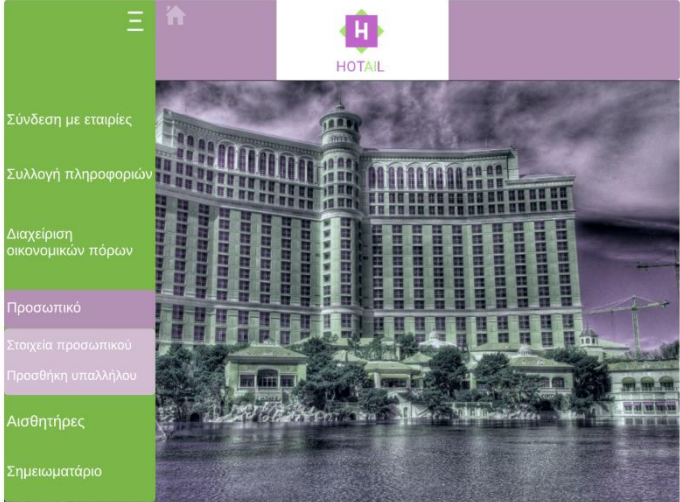 H
HOTAIL
Σύνδεση με εταιρίες
Συλλογή πληροφοριών
Διαχείριση
οικονομικών πόρων
Προσωπικό
Στοιχεία προσωπικού
Προσθήκη υπαλλήλου
Αισθητήρες
Σημειωματάριο